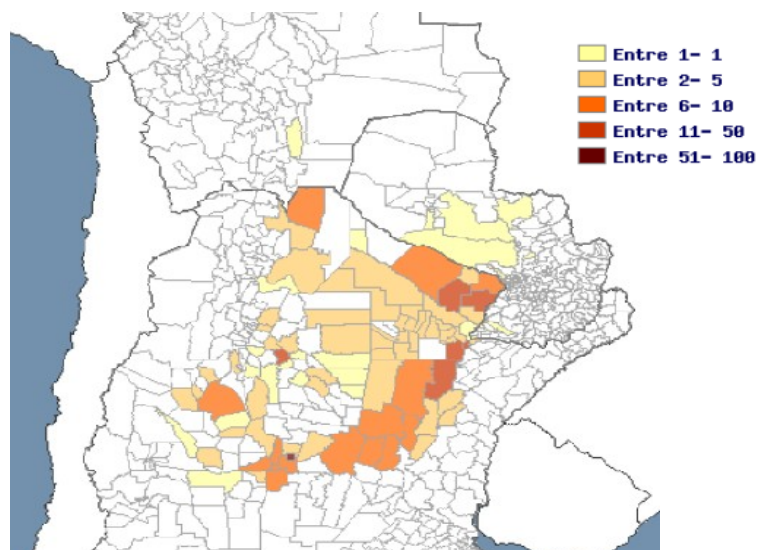 Entre 1- 1
Entre 2- 5
Entre 6- 10
Entre 11- 50
Entre 51- 100